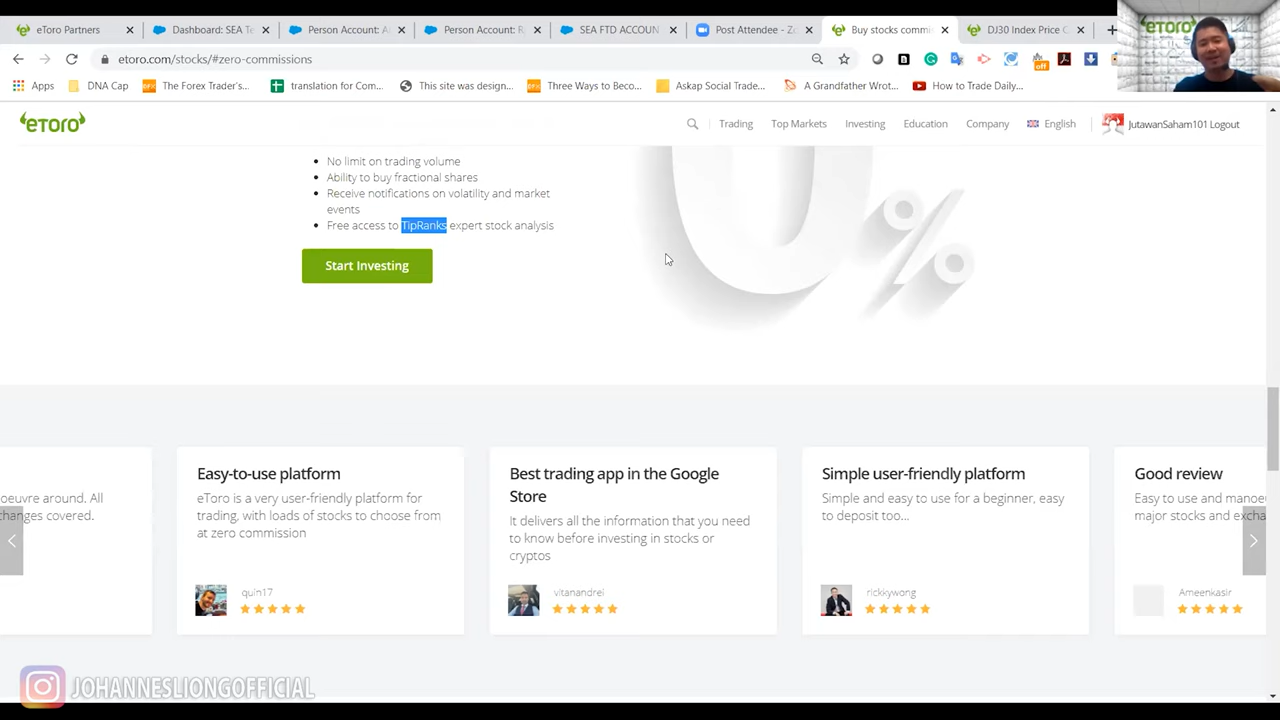 eToro Partners
Dashboard: SEA Te
Person Account: A
Person Account: R
SEA FTD ACCOUN
Post Attendee - Zo
Buy stocks commi
DJ30 Index Price C
etoro.com/stocks/#zero-commissions
Apps
DNA Cap
The Forex Trader's...
translation for Com...
This site was design...
Three Ways to Beco...
Askap Social Trade...
A Grandfather Wrot...
How to Trade Daily...
off
eToro
Trading
Top Markets
Investing
Education
Company
English
JutawanSaham101 Logout
No limit on trading volume
Ability to buy fractional shares
Receive notifications on volatility and market
events
Free access to TipRanks expert stock analysis
Start Investing
0%
oeuvre around. All
changes covered.
Easy-to-use platform
eToro is a very user-friendly platform for
trading, with loads of stocks to choose from
at zero commission
quin17
Best trading app in the Google
Store
It delivers all the information that you need
to know before investing in stocks or
cryptos
vitanandrei
Simple user-friendly platform
Simple and easy to use for a beginner, easy
to deposit too...
rickkywong
Good review
Easy to use and manoeu
major stocks and excha
Ameenkasir
JOHANNESLIONGOFFICIAL